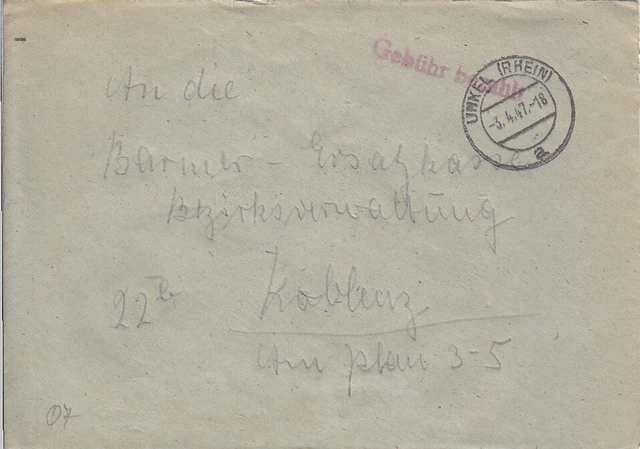 Gebühr bezahlt
UNKEL (RHEIN)
-3.4.47.-18
a
An die
Barmer-Ersatzkasse
Bezirksverwaltung
22b Koblenz
Am plan 3-5
07